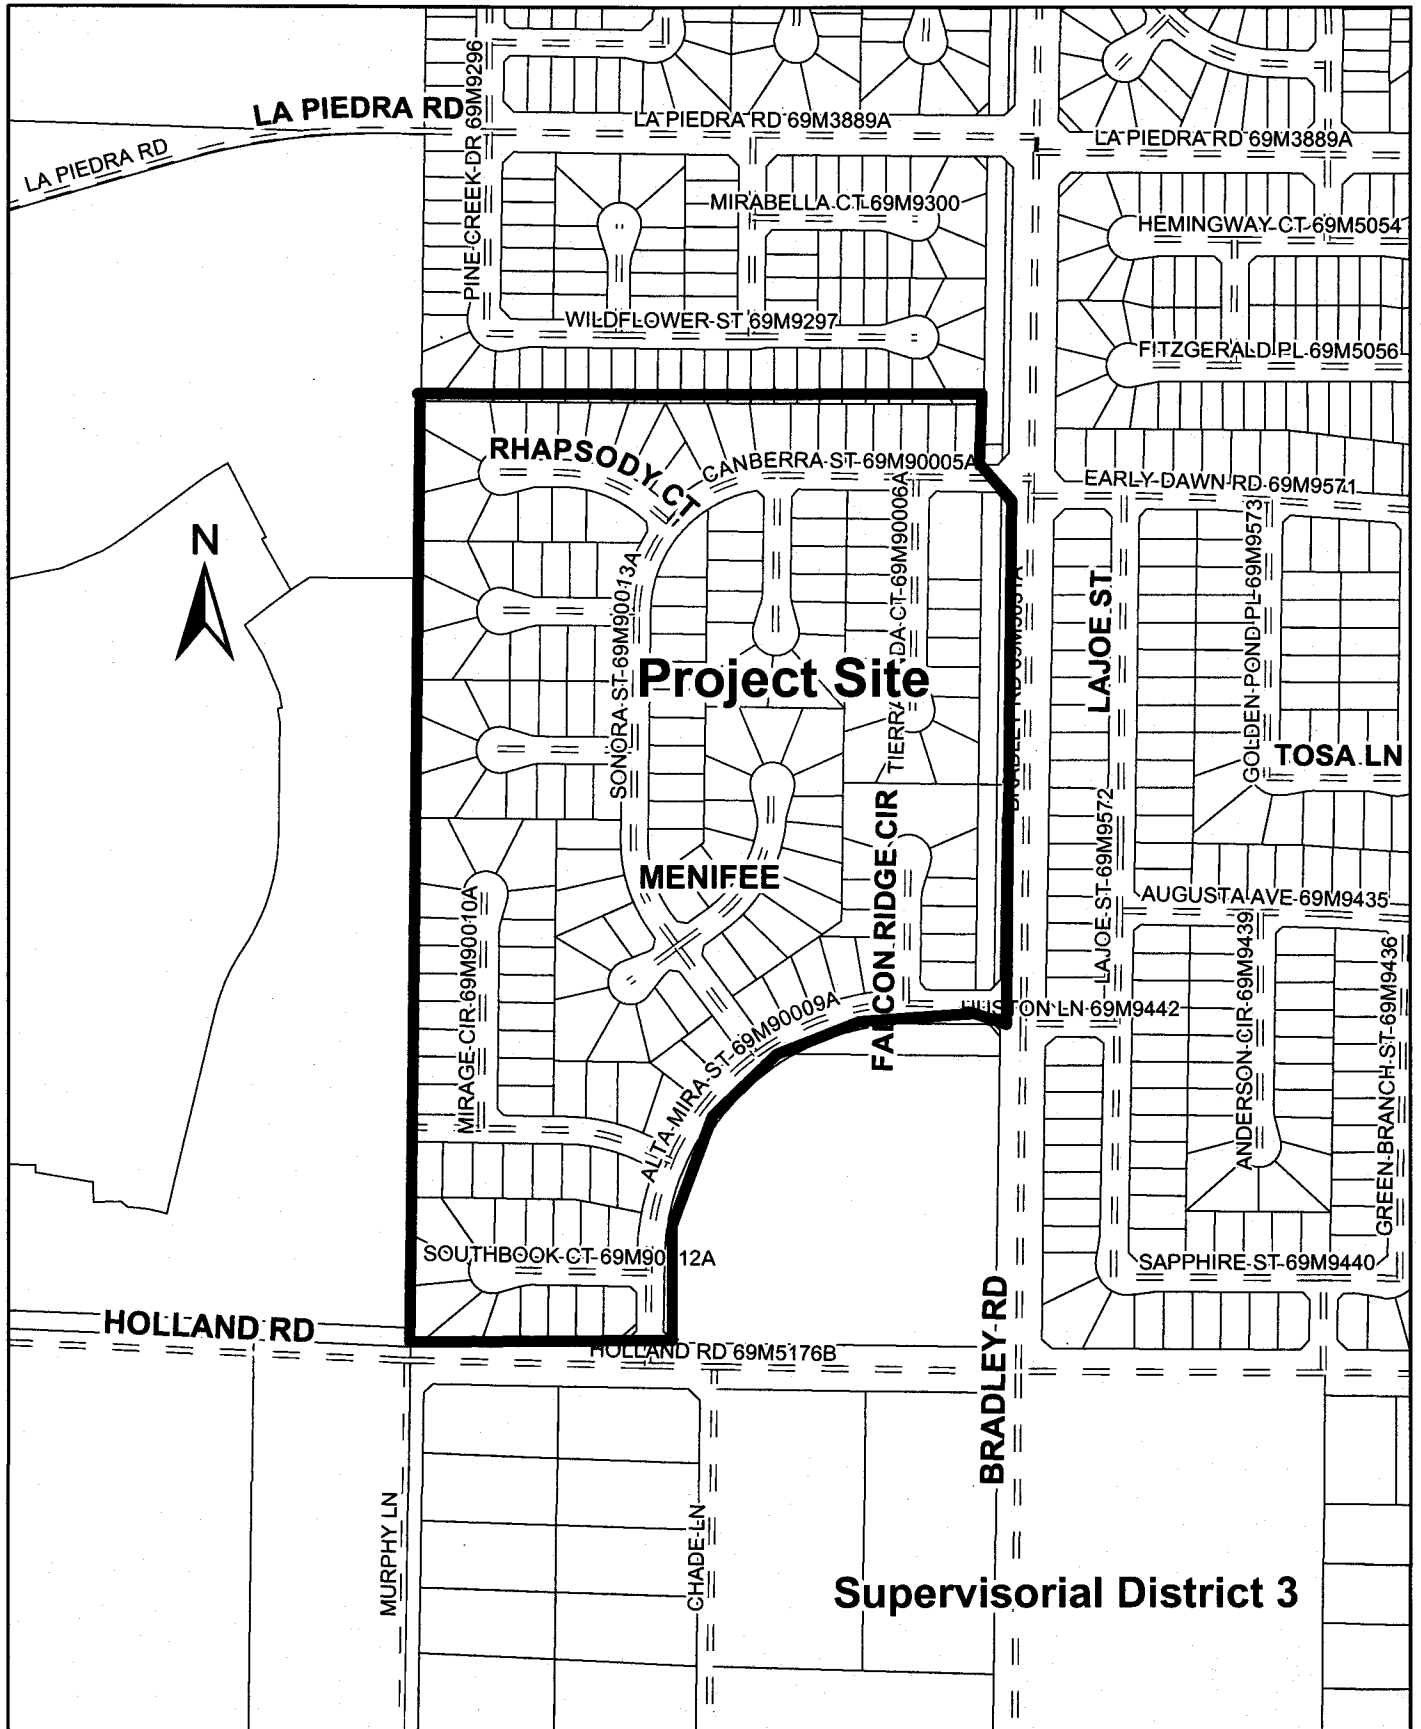 LA PIEDRA RD
LA PIEDRA RD
PINE CREEK DR 69M9296
LA PIEDRA RD 69M3889A
LA PIEDRA RD 69M3889A
MIRABELLA CT 69M9300
HEMINGWAY CT 69M5054
WILDFLOWER ST 69M9297
FITZGERALD PL 69M5056
RHAPSODY CT
CANBERRA ST 69M90005A
EARLY DAWN RD 69M9571
N
SONORA ST 69M90013A
LAJOE ST
GOLDEN POND PL 69M9573
Project Site
TOSA LN
LAJOE ST 69M9572
MENIFEE
FALCON RIDGE CIR
AUGUSTA AVE 69M9435
MIRAGE CIR 69M90010A
ALTA MIRA ST 69M90009A
HUSTON LN 69M9442
ANDERSON CIR 69M9439
GREEN BRANCH ST 69M9436
SOUTHBOOK CT 69M90 12A
SAPPHIRE ST 69M9440
HOLLAND RD
HOLLAND RD 69M5176B
BRADLEY RD
MURPHY LN
CHADE LN
Supervisorial District 3